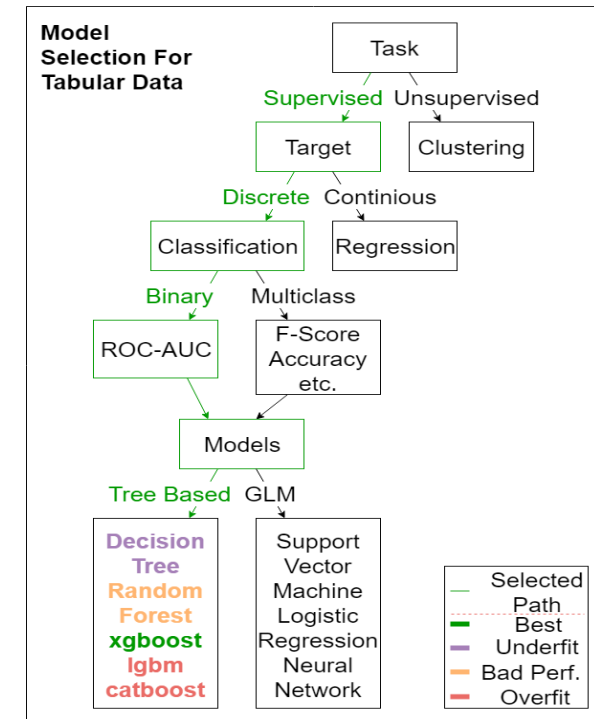 Model
Selection For
Tabular Data
Task
Supervised
Unsupervised
Target
Clustering
Discrete
Continious
Classification
Regression
Binary
Multiclass
ROC-AUC
F-Score
Accuracy
etc.
Models
Tree Based
GLM
Decision
Tree
Random
Forest
xgboost
lgbm
catboost
Support
Vector
Machine
Logistic
Regression
Neural
Network
Selected
Path
Best
Underfit
Bad Perf.
Overfit